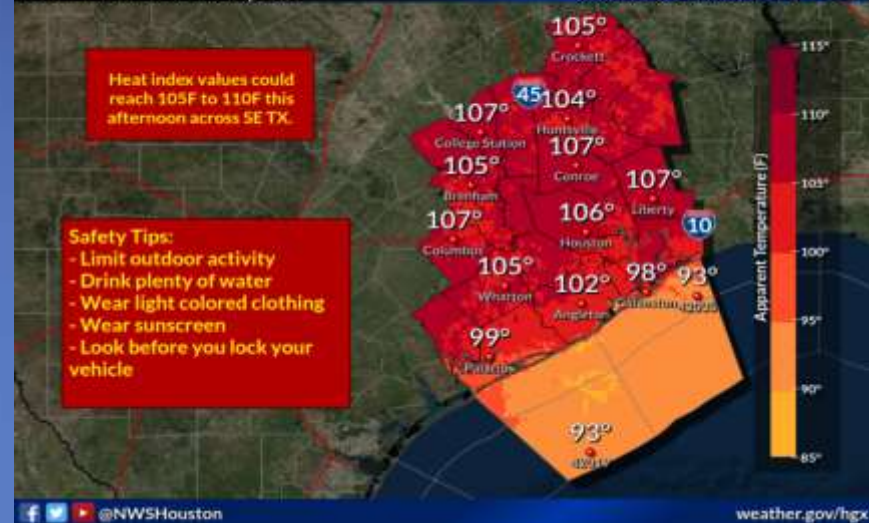 105°
Crockett
Heat index values could
reach 105F to 110F this
afternoon across SE TX.
45
104°
Huntsville
107°
College Station
107°
Conroe
105°
Brenham
107°
Liberty
107°
Columbus
106°
Houston
10
105°
Wharton
102°
Angleton
98°
Galveston
93°
99°
Palacios
93°
Safety Tips:
- Limit outdoor activity
- Drink plenty of water
- Wear light colored clothing
- Wear sunscreen
- Look before you lock your
vehicle
Apparent Temperature (F)
115°
110°
105°
100°
95°
90°
85°
@NWSHouston
weather.gov/hgx